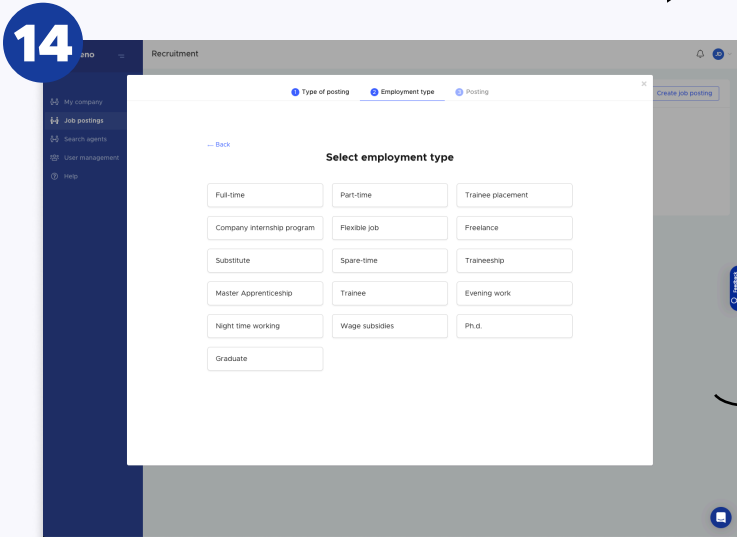 14
eno
Recruitment
JD
Create job posting
My company
Job postings
Search agents
User management
Help
1 Type of posting
2 Employment type
3 Posting
← Back
Select employment type
Full-time
Part-time
Trainee placement
Company internship program
Flexible job
Freelance
Substitute
Spare-time
Traineeship
Master Apprenticeship
Trainee
Evening work
Night time working
Wage subsidies
Ph.d.
Graduate
Feedback